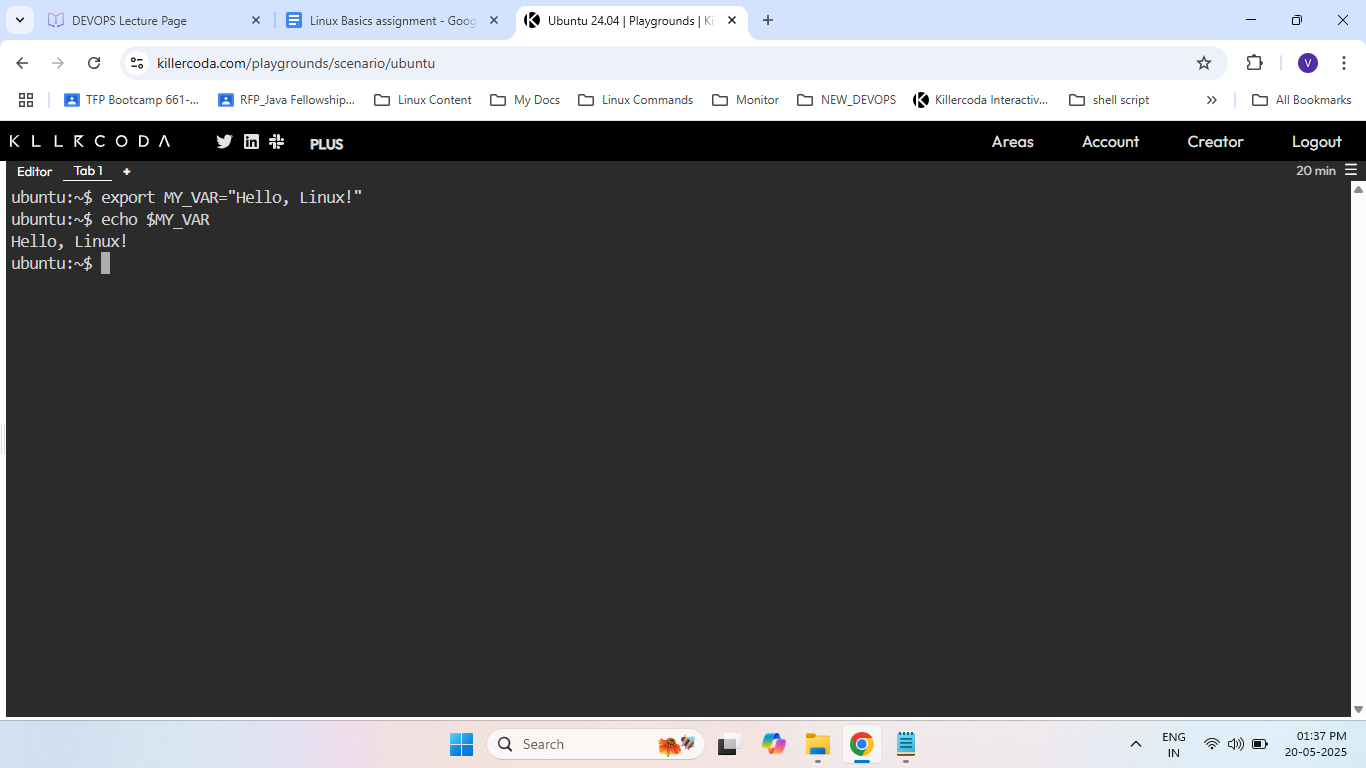 DEVOPS Lecture Page
Linux Basics assignment - Goog
Ubuntu 24.04 | Playgrounds | Ki
killercoda.com/playgrounds/scenario/ubuntu
V
TFP Bootcamp 661-...
RFP_Java Fellowship...
Linux Content
My Docs
Linux Commands
Monitor
NEW_DEVOPS
Killercoda Interactiv...
shell script
»
All Bookmarks
KILLERCODA
PLUS
Areas
Account
Creator
Logout
Editor
Tab 1
+
20 min
ubuntu:~$ export MY_VAR="Hello, Linux!"
ubuntu:~$ echo $MY_VAR
Hello, Linux!
ubuntu:~$
Search
ENG
IN
01:37 PM
20-05-2025